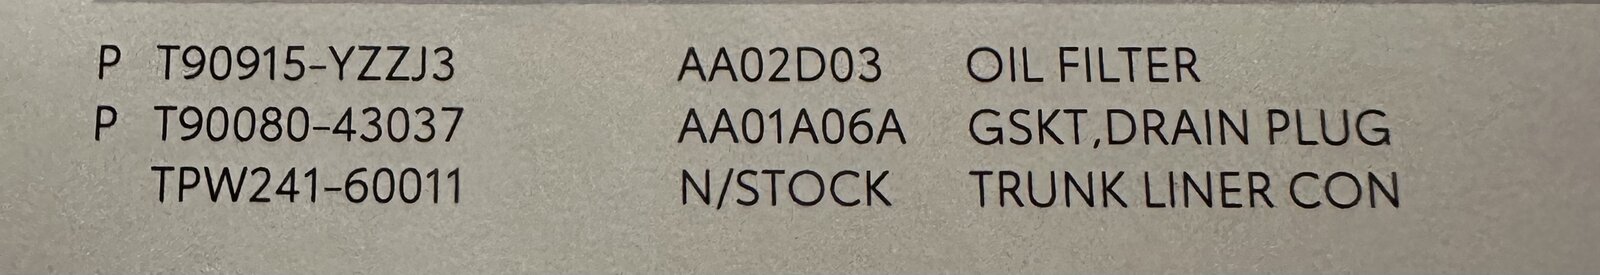 P T90915-YZZJ3 AA02D03 OIL FILTER
P T90080-43037 AA01A06A GSKT,DRAIN PLUG
TPW241-60011 N/STOCK TRUNK LINER CON